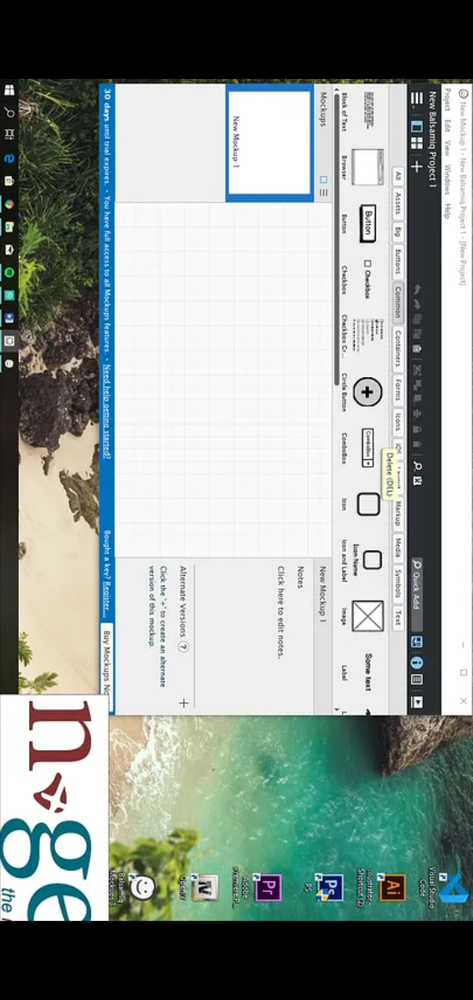 New Mockup 1 - New Balsamiq Project 1 - [New Project]
Project Edit View Windows Help
New Balsamiq Project 1
Quick Add
All Assets Big Buttons Common Containers Forms Icons iOS Markup Media Symbols Text
Delete (DEL)
Button
Checkbox
ComboBox
Icon Name
Some text
Block of Text Browser Button Checkbox Checkbox Gr... Circle Button ComboBox Icon Icon and Label Image Label L
Mockups
New Mockup 1
New Mockup 1
Notes
Click here to edit notes.
Alternate Versions ?
Click the "+" to create an alternate
version of this mockup.
30 days until trial expires. • You have full access to all Mockups features. • Need help getting started?
Bought a key? Register...
Buy Mockups
Visual Studio
Code
Ai
Illustrator -
Shortcut (2)
Ps
PS
Pr
Adobe
Premiere P...
N
Balsamiq
Mockups 3
n ge
the